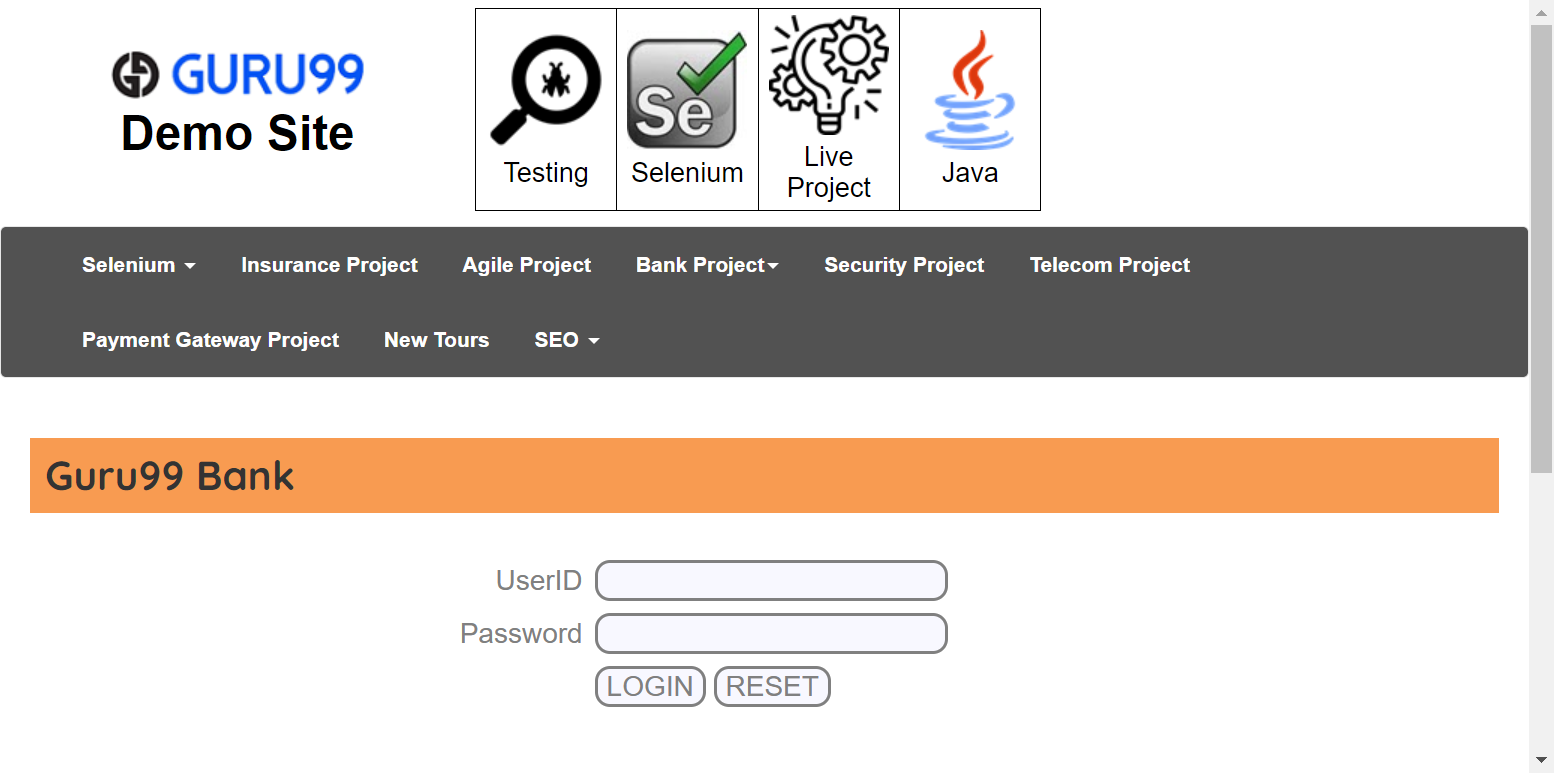 GURU99
Demo Site
Testing
Se
Selenium
Live
Project
Java
Selenium
Insurance Project
Agile Project
Bank Project
Security Project
Telecom Project
Payment Gateway Project
New Tours
SEO
Guru99 Bank
UserID
Password
LOGIN
RESET